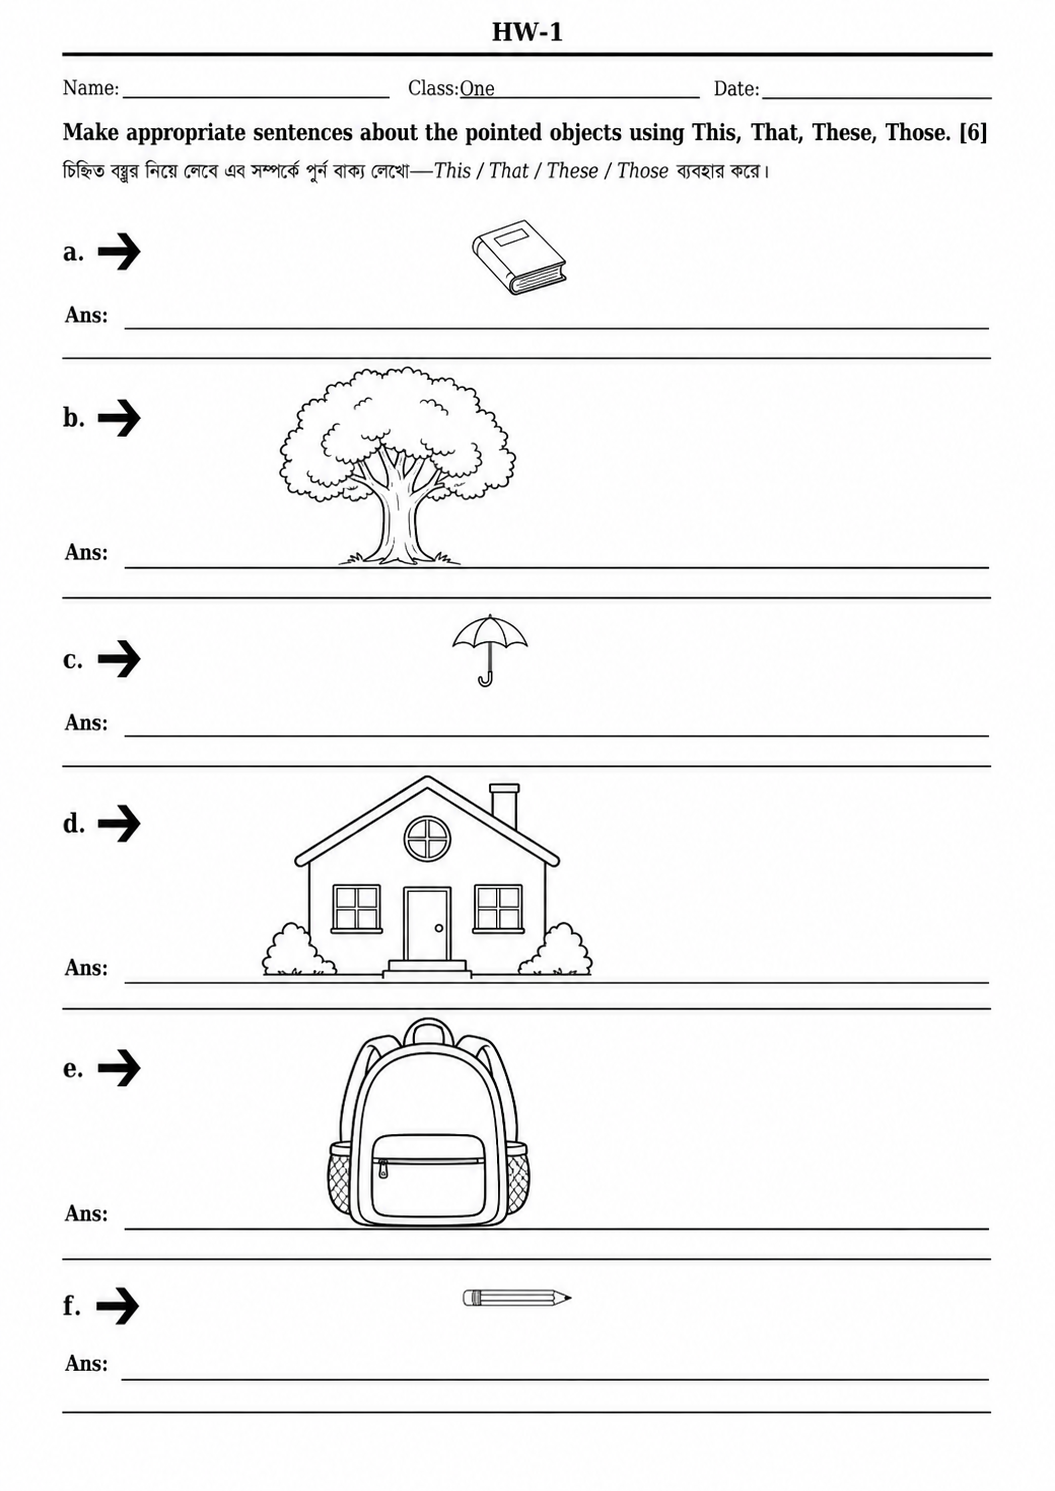 HW-1
Name: Class:One Date:
Make appropriate sentences about the pointed objects using This, That, These, Those. [6]
চিহ্নিত বস্তুর নিয়ে লেবে এব সম্পর্কে পুর্ন বাক্য লেখো—This / That / These / Those ব্যবহার করে।
a.
Ans:
b.
Ans:
c.
Ans:
d.
Ans:
e.
Ans:
f.
Ans: